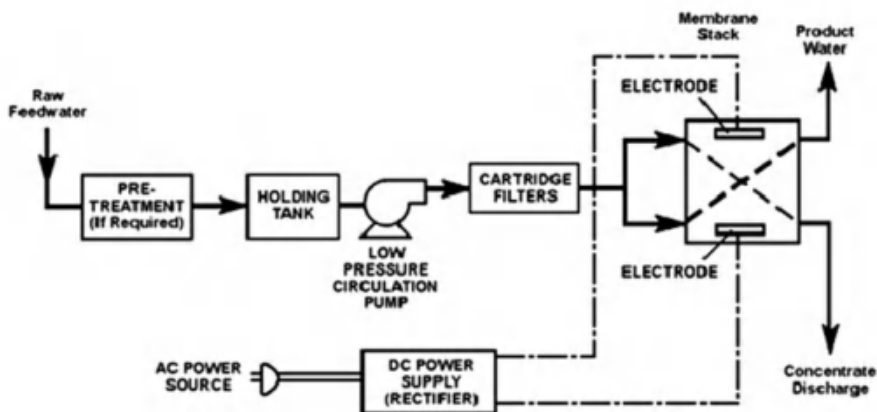 Membrane
Stack
Product
Water
Raw
Feedwater
ELECTRODE
PRE-
TREATMENT
(If Required)
HOLDING
TANK
CARTRIDGE
FILTERS
LOW
PRESSURE
CIRCULATION
PUMP
ELECTRODE
AC POWER
SOURCE
DC POWER
SUPPLY
(RECTIFIER)
Concentrate
Discharge